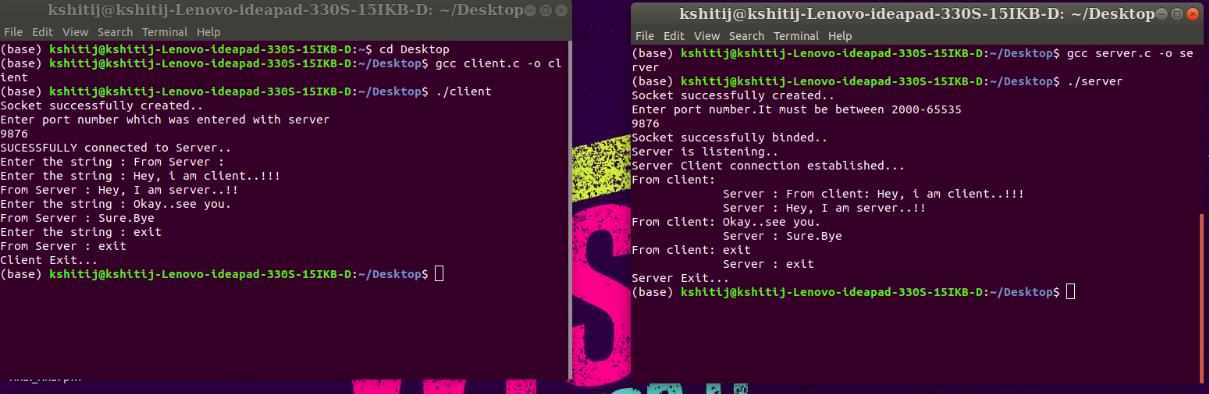 kshitij@kshitij-Lenovo-ideapad-330S-15IKB-D: ~/Desktop
File Edit View Search Terminal Help
(base) kshitij@kshitij-Lenovo-ideapad-330S-15IKB-D:~$ cd Desktop
(base) kshitij@kshitij-Lenovo-ideapad-330S-15IKB-D:~/Desktop$ gcc client.c -o cl
ient
(base) kshitij@kshitij-Lenovo-ideapad-330S-15IKB-D:~/Desktop$ ./client
Socket successfully created..
Enter port number which was entered with server
9876
SUCESSFULLY connected to Server..
Enter the string : From Server :
Enter the string : Hey, i am client..!!!
From Server : Hey, I am server..!!
Enter the string : Okay..see you.
From Server : Sure.Bye
Enter the string : exit
From Server : exit
Client Exit...
(base) kshitij@kshitij-Lenovo-ideapad-330S-15IKB-D:~/Desktop$
kshitij@kshitij-Lenovo-ideapad-330S-15IKB-D: ~/Desktop
File Edit View Search Terminal Help
(base) kshitij@kshitij-Lenovo-ideapad-330S-15IKB-D:~/Desktop$ gcc server.c -o se
rver
(base) kshitij@kshitij-Lenovo-ideapad-330S-15IKB-D:~/Desktop$ ./server
Socket successfully created..
Enter port number.It must be between 2000-65535
9876
Socket successfully binded..
Server is listening..
Server Client connection established...
From client:
Server : From client: Hey, i am client..!!!
Server : Hey, I am server..!!
From client: Okay..see you.
Server : Sure.Bye
From client: exit
Server : exit
Server Exit...
(base) kshitij@kshitij-Lenovo-ideapad-330S-15IKB-D:~/Desktop$